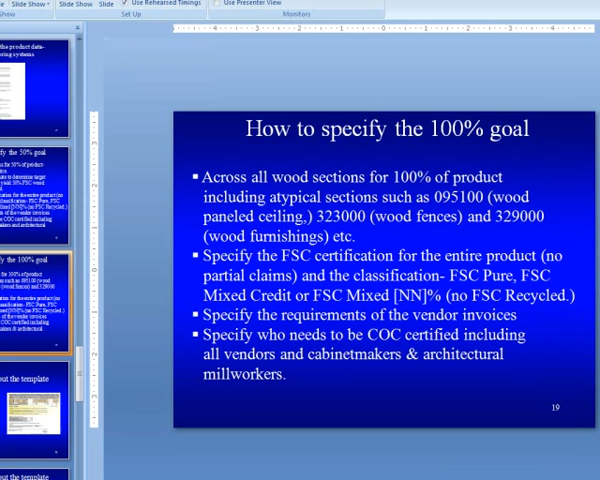 Slide Show
Slide Show
Slide
Use Rehearsed Timings
Use Presenter View
Show
Set Up
Monitors
the product data-
ring systems
fy the 50% goal
fy the 100% goal
out the template
out the template
How to specify the 100% goal
▪ Across all wood sections for 100% of product
including atypical sections such as 095100 (wood
paneled ceiling,) 323000 (wood fences) and 329000
(wood furnishings) etc.
▪ Specify the FSC certification for the entire product (no
partial claims) and the classification- FSC Pure, FSC
Mixed Credit or FSC Mixed [NN]% (no FSC Recycled.)
▪ Specify the requirements of the vendor invoices
▪ Specify who needs to be COC certified including
all vendors and cabinetmakers & architectural
millworkers.
19